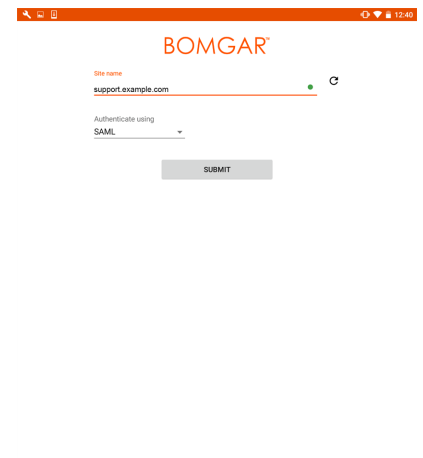 12:40
BOMGAR™
Site name
support.example.com
Authenticate using
SAML
SUBMIT